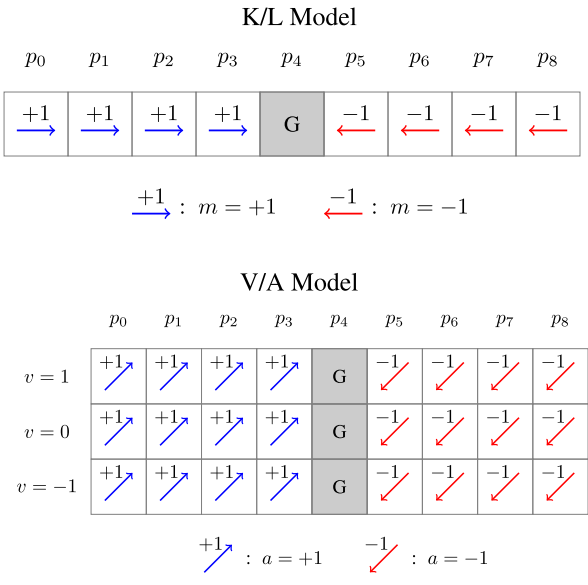 K/L Model
p0 p1 p2 p3 p4 p5 p6 p7 p8
+1 +1 +1 +1 G −1 −1 −1 −1
+1 : m = +1 −1 : m = −1
V/A Model
p0 p1 p2 p3 p4 p5 p6 p7 p8
v = 1 +1 +1 +1 +1 G −1 −1 −1 −1
v = 0 +1 +1 +1 +1 G −1 −1 −1 −1
v = −1 +1 +1 +1 +1 G −1 −1 −1 −1
+1 : a = +1 −1 : a = −1